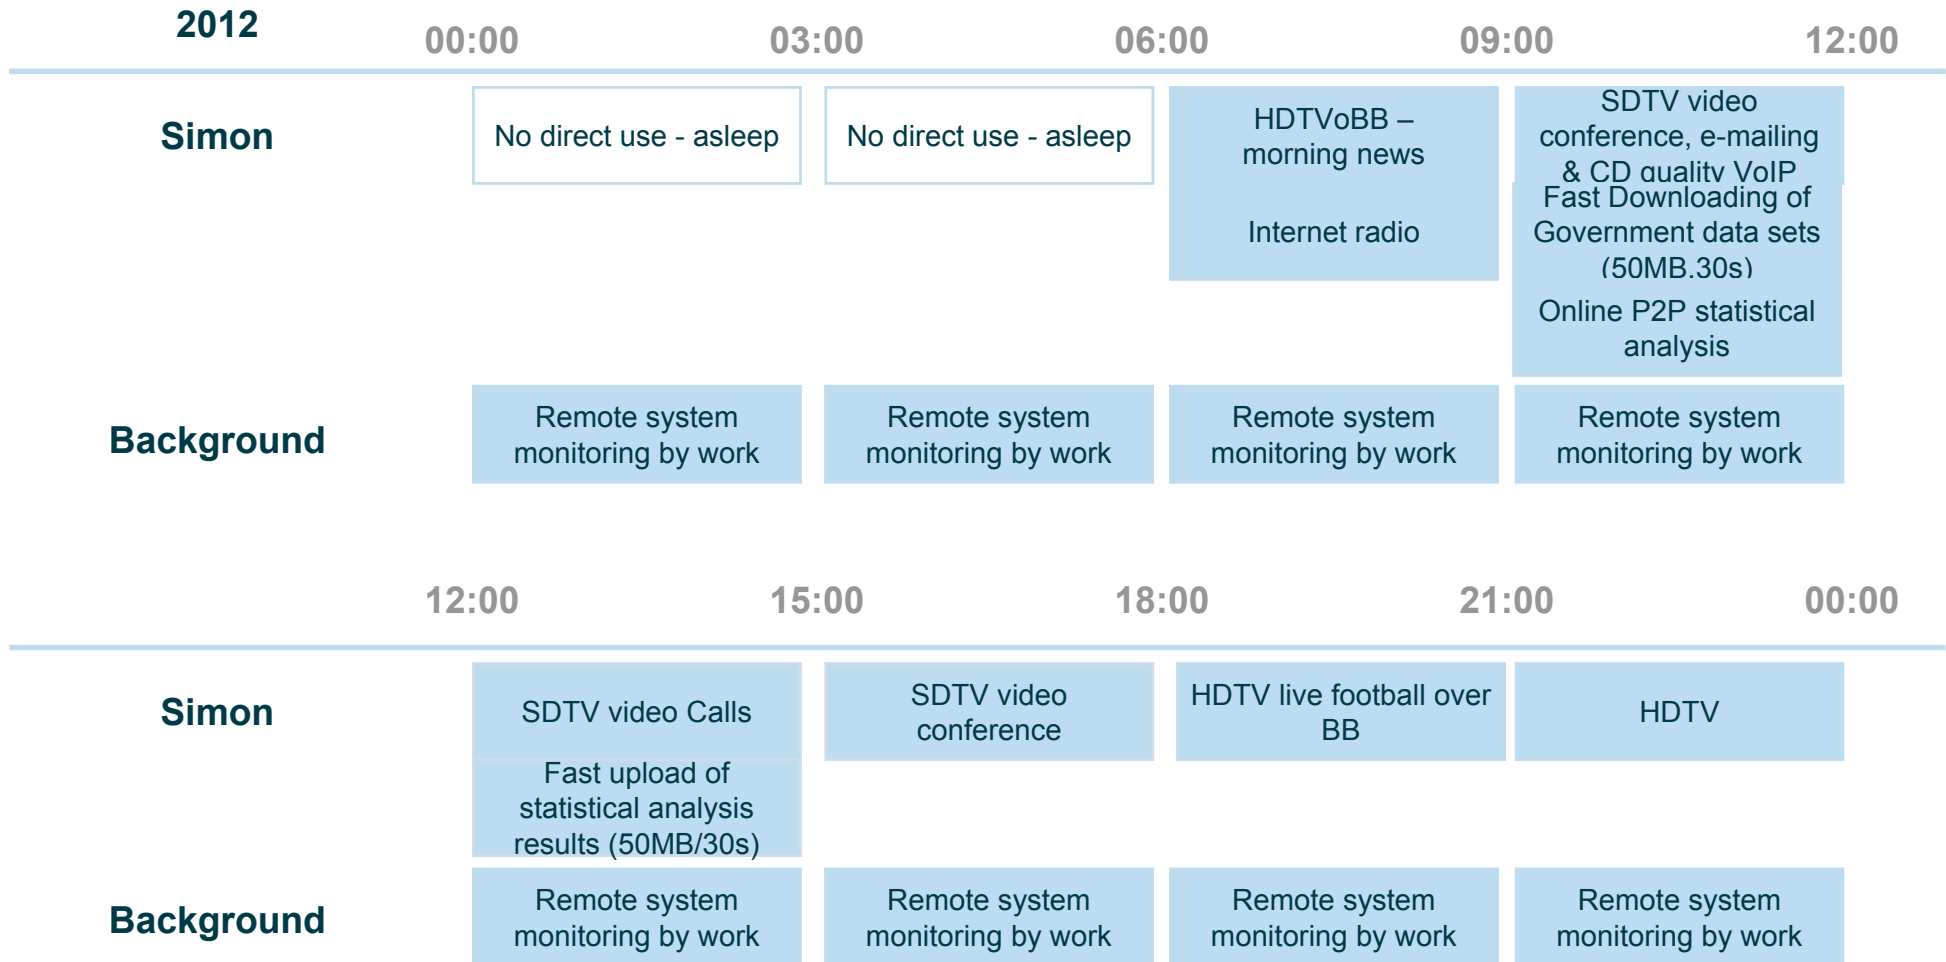 2012
00:00 03:00 06:00 09:00 12:00
Simon
No direct use - asleep
No direct use - asleep
HDTVoBB –
morning news
Internet radio
SDTV video
conference, e-mailing
& CD quality VoIP
Fast Downloading of
Government data sets
(50MB.30s)
Online P2P statistical
analysis
Background
Remote system
monitoring by work
Remote system
monitoring by work
Remote system
monitoring by work
Remote system
monitoring by work
12:00 15:00 18:00 21:00 00:00
Simon
SDTV video Calls
Fast upload of
statistical analysis
results (50MB/30s)
SDTV video
conference
HDTV live football over
BB
HDTV
Background
Remote system
monitoring by work
Remote system
monitoring by work
Remote system
monitoring by work
Remote system
monitoring by work